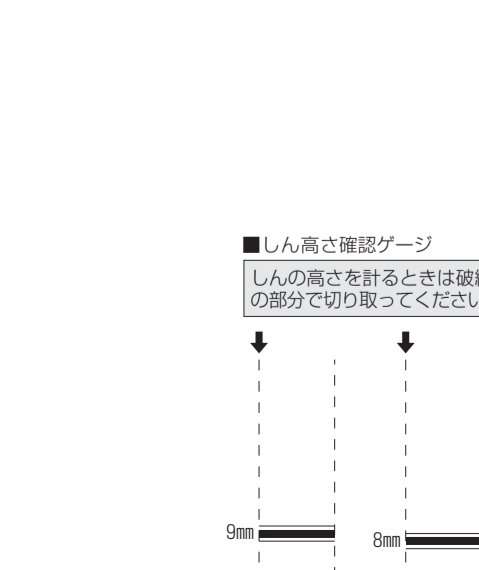 ■しん高さ確認ゲージ
しんの高さを計るときは破線
の部分で切り取ってください
9mm
8mm